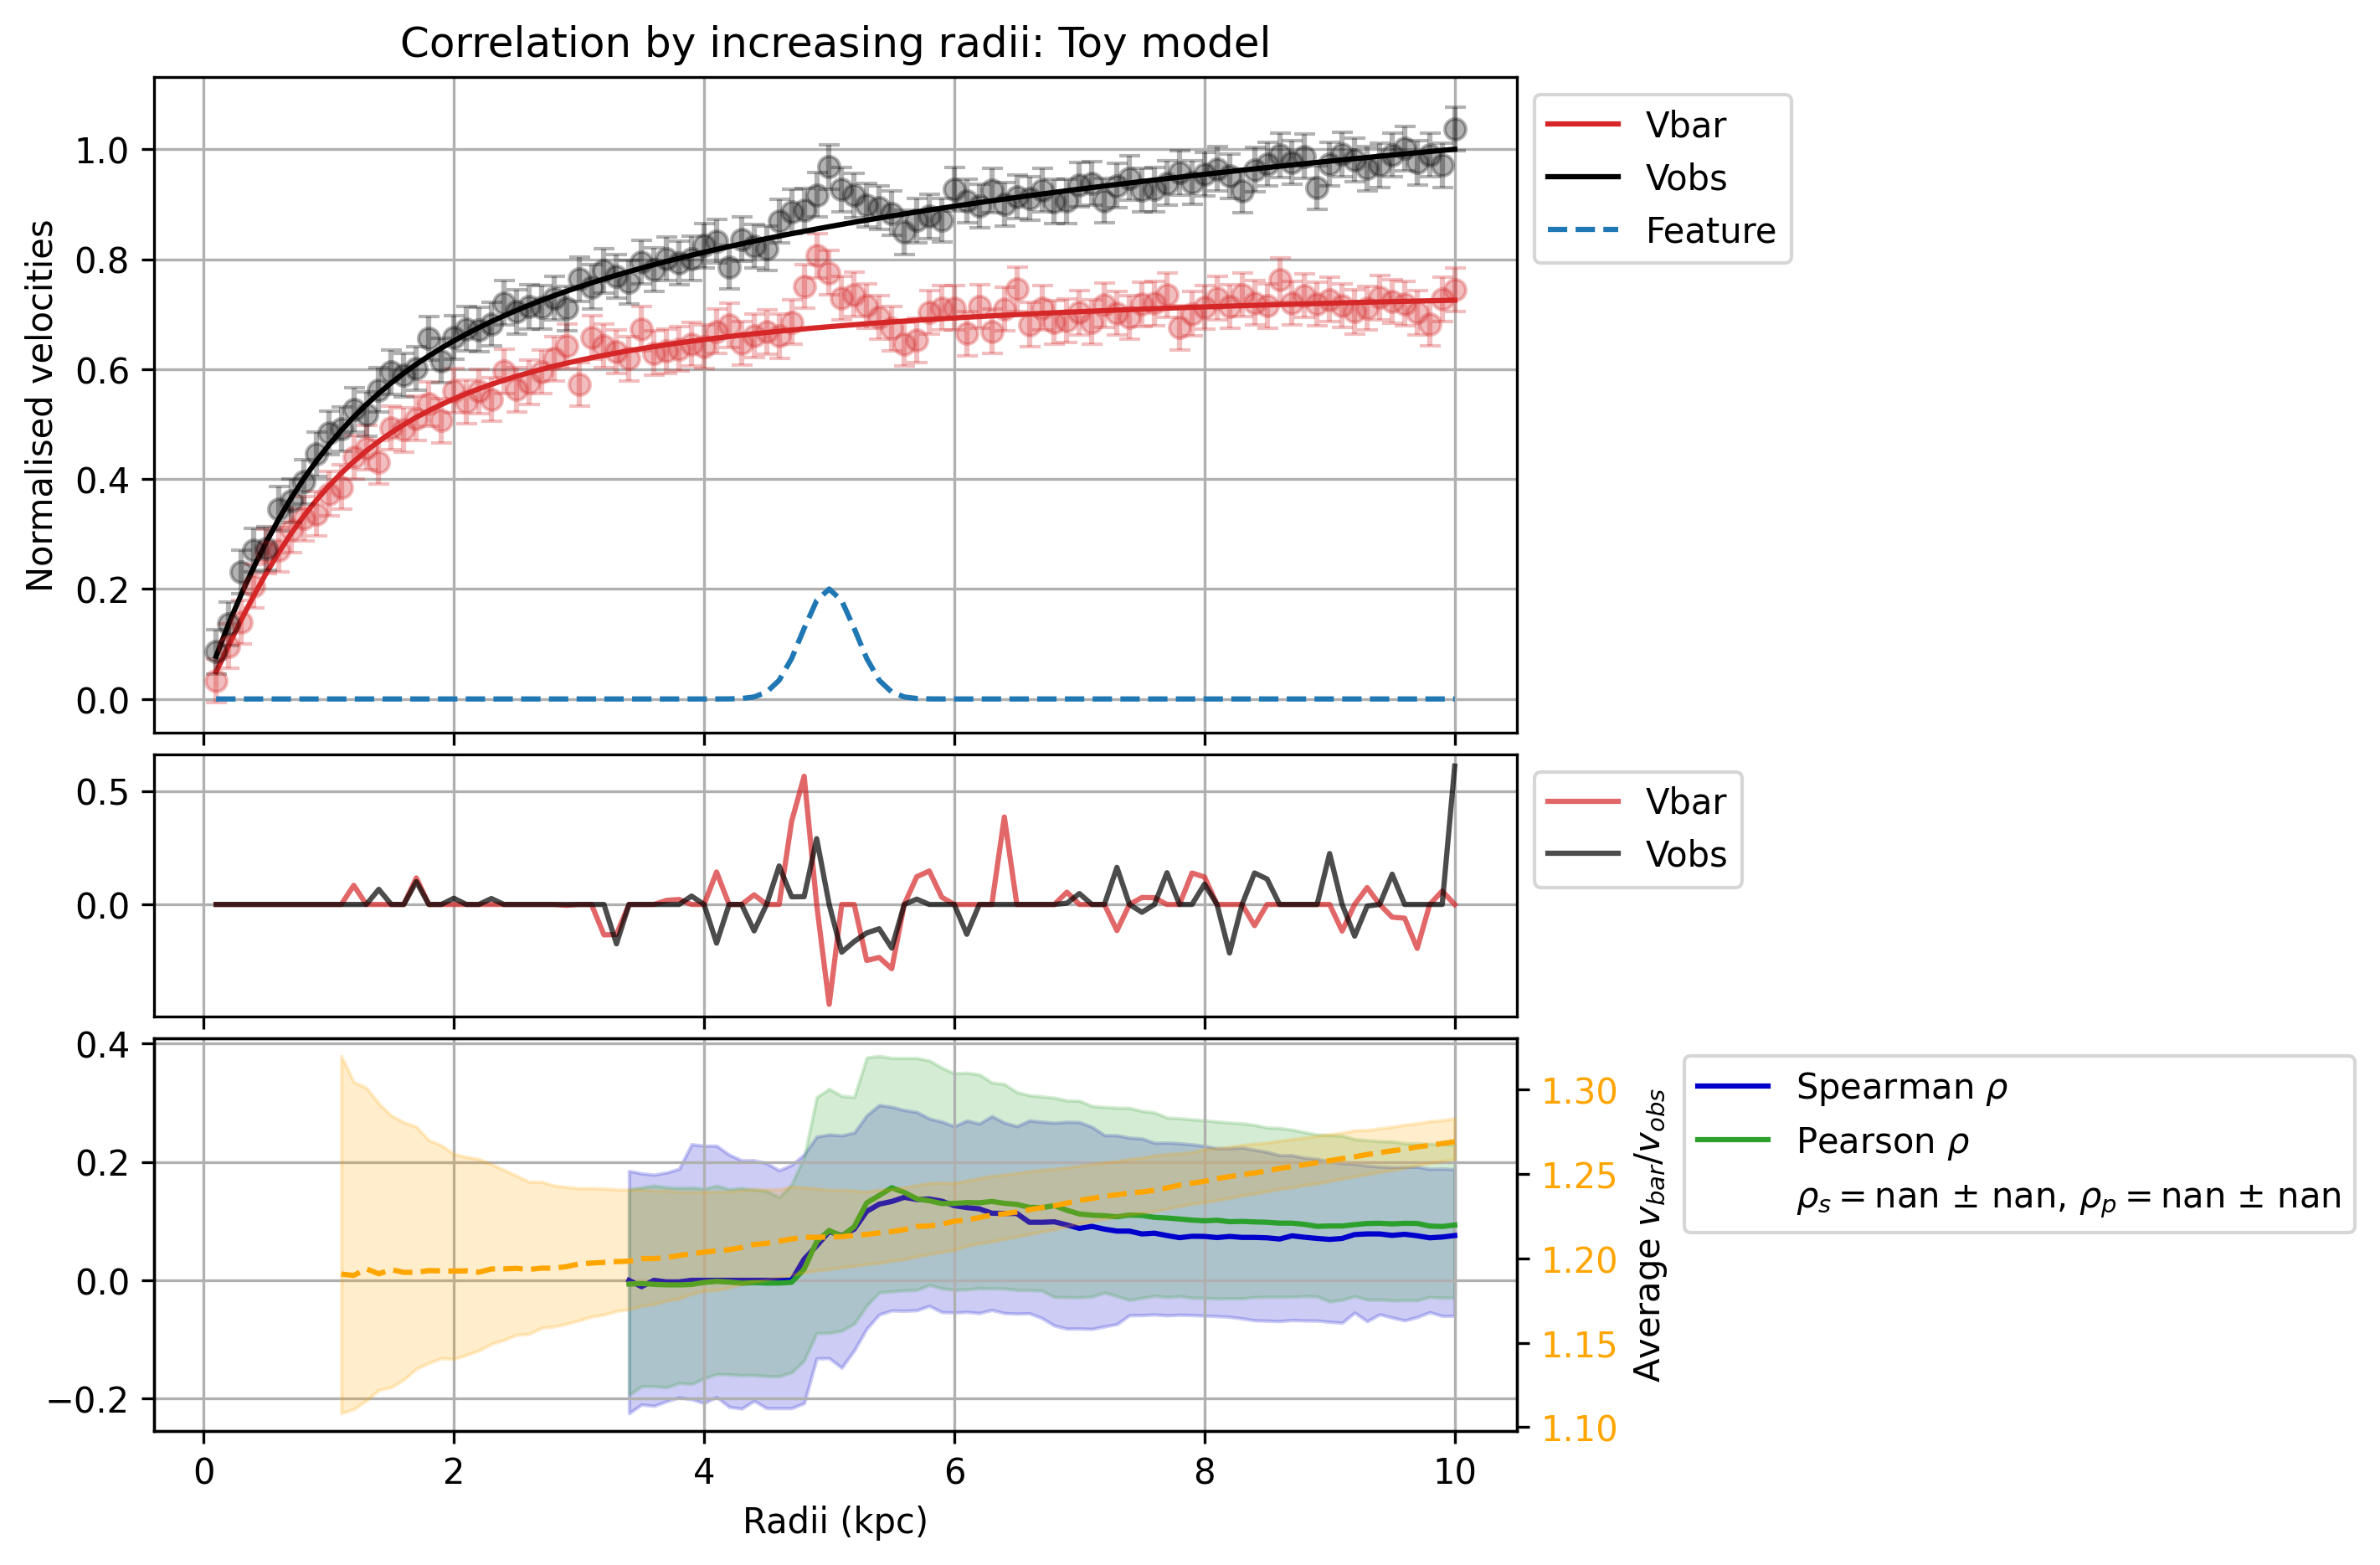 Correlation by increasing radii: Toy model
Normalised velocities
1.0
0.8
0.6
0.4
0.2
0.0
Vbar
Vobs
Feature
0.5
0.0
Vbar
Vobs
0.4
0.2
0.0
−0.2
1.30
1.25
1.20
1.15
1.10
Average v_bar/v_obs
Spearman ρ
Pearson ρ
ρ_s = nan ± nan, ρ_p = nan ± nan
0 2 4 6 8 10
Radii (kpc)